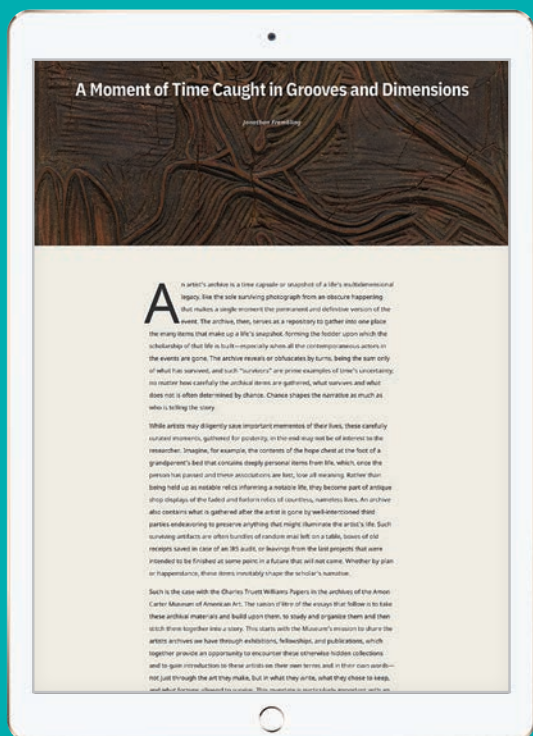 A Moment of Time Caught in Grooves and Dimensions
Jonathan Frembling
An artist's archive is a time capsule or snapshot of a life's multidimensional
legacy, like the sole surviving photograph from an obscure happening
that makes a single moment the permanent and definitive version of the
event. The archive, then, serves as a repository to gather into one place
the many items that make up a life's snapshot, forming the fodder upon which the
scholarship of that life is built—especially when all the contemporaneous actors in
the events are gone. The archive reveals or obfuscates by turns, being the sum only
of what has survived, and such "survivors" are prime examples of time's uncertainty,
no matter how carefully the archival items are gathered, what survives and what
does not is often determined by chance. Chance shapes the narrative as much as
who is telling the story.
While artists may diligently save important mementos of their lives, these carefully
curated moments, gathered for posterity, in the end may not be of interest to the
researcher. Imagine, for example, the contents of the hope chest at the foot of a
grandparent's bed that contains deeply personal items from life, which, once the
person has passed and these associations are lost, lose all meaning. Rather than
being held up as notable relics informing a notable life, they become part of antique
shop displays of the faded and forlorn relics of countless, nameless lives. An archive
also contains what is gathered after the artist is gone by well-intentioned third
parties endeavoring to preserve anything that might illuminate the artist's life. Such
surviving artifacts are often bundles of random mail left on a table, boxes of old
receipts saved in case of an IRS audit, or leavings from the last projects that were
intended to be finished at some point in a future that will not come. Whether by plan
or happenstance, these items inevitably shape the scholar's narrative.
Such is the case with the Charles Truett Williams Papers in the archives of the Amon
Carter Museum of American Art. The raison d'être of the essays that follow is to take
these archival materials and build upon them, to study and organize them and then
stitch them together into a story. This starts with the Museum's mission to share the
artists archives we have through exhibitions, fellowships, and publications, which
together provide an opportunity to encounter these otherwise hidden collections
and to gain introduction to these artists on their own terms and in their own words—
not just through the art they make, but in what they write, what they chose to keep,
and what fortune allowed to survive. This mandate is particularly important with an